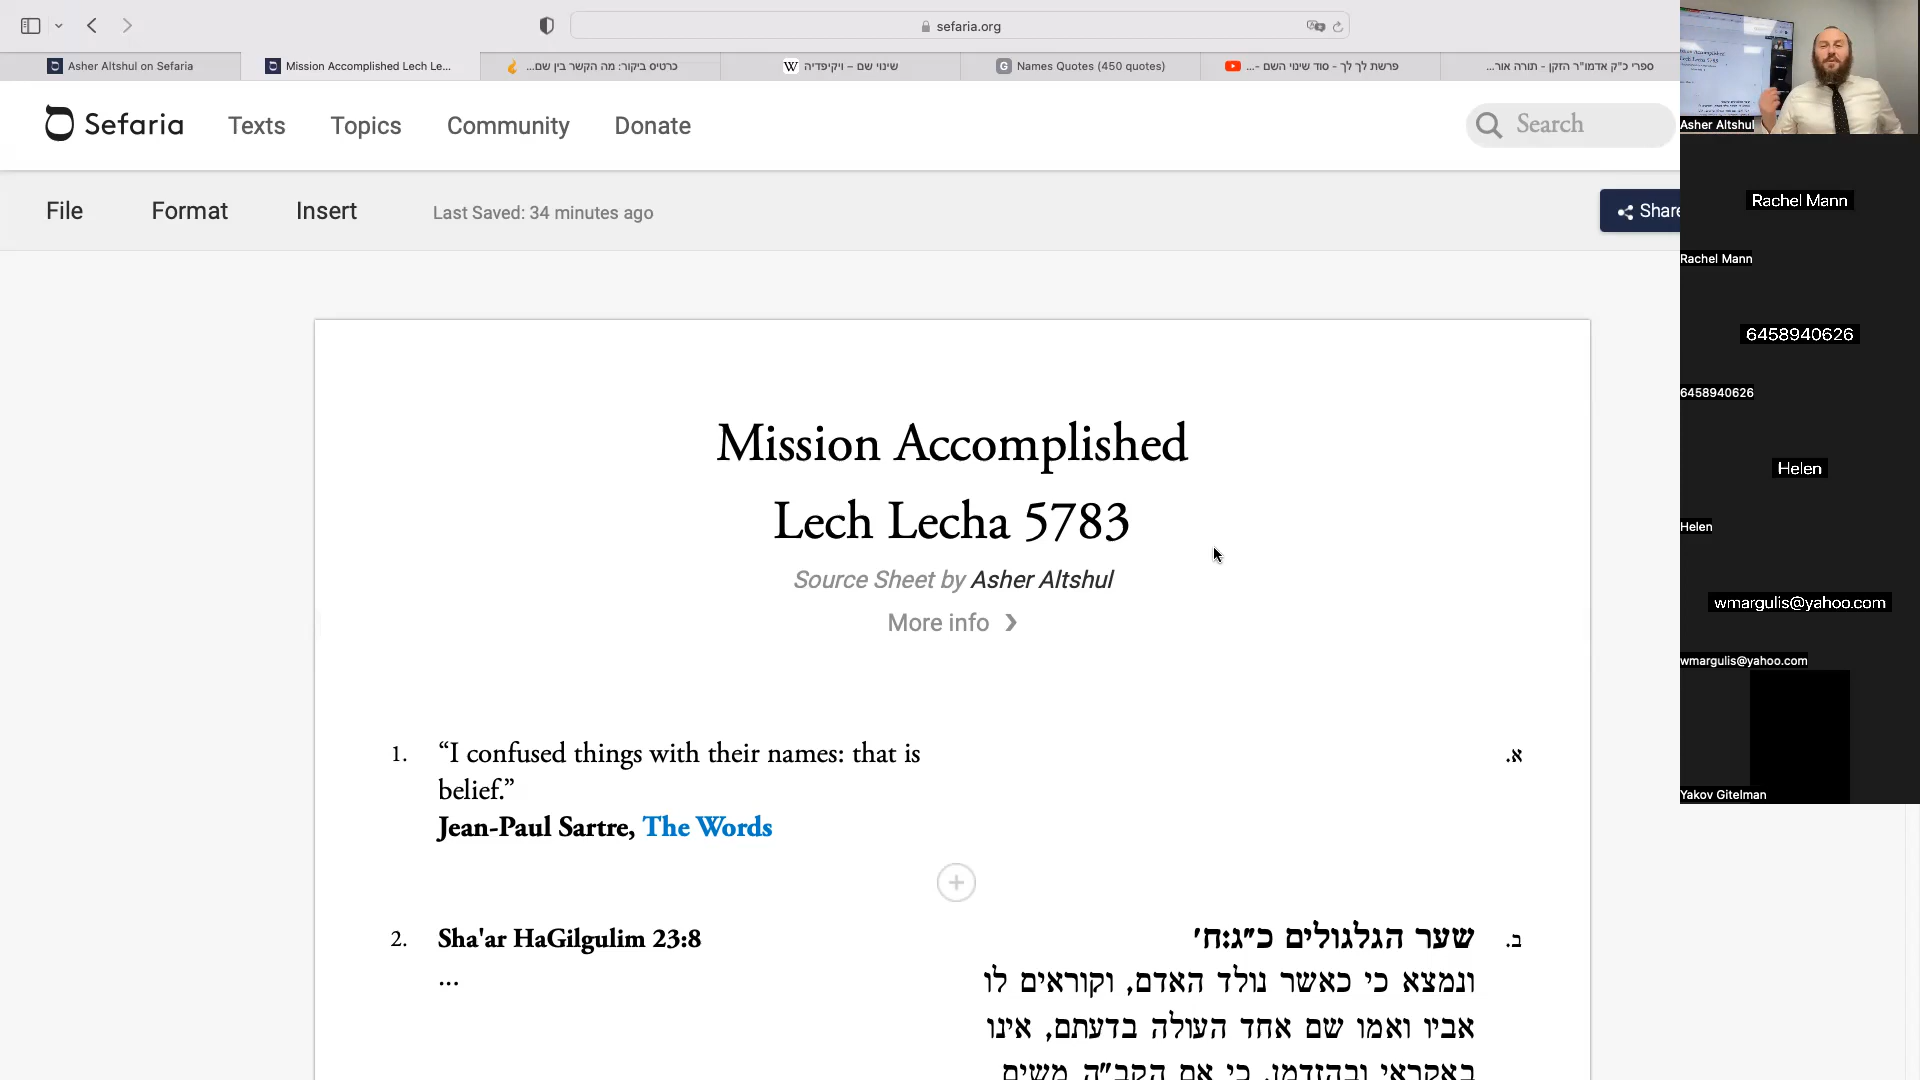 sefaria.org
Asher Altshul on Sefaria
Mission Accomplished Lech Le...
כרטיס ביקור: מה הקשר בין שם...
שינוי שם – ויקיפדיה
Names Quotes (450 quotes)
פרשת לך לך - סוד שינוי השם -...
ספרי כ"ק אדמו"ר הזקן - תורה אור...
Sefaria
Texts
Topics
Community
Donate
Search
File
Format
Insert
Last Saved: 34 minutes ago
Share
Mission Accomplished
Lech Lecha 5783
Source Sheet by Asher Altshul
More info
1.
“I confused things with their names: that is
belief.”
Jean-Paul Sartre, The Words
א.
2.
Sha'ar HaGilgulim 23:8
...
ב.
שער הגלגולים כ״ג:ח׳
ונמצא כי כאשר נולד האדם, וקוראים לו
אביו ואמו שם אחד העולה בדעתם, אינו
באקראי ובהזדמן, כי אם הקב"ה משים
Asher Altshul
Rachel Mann
Rachel Mann
6458940626
6458940626
Helen
Helen
wmargulis@yahoo.com
wmargulis@yahoo.com
Yakov Gitelman